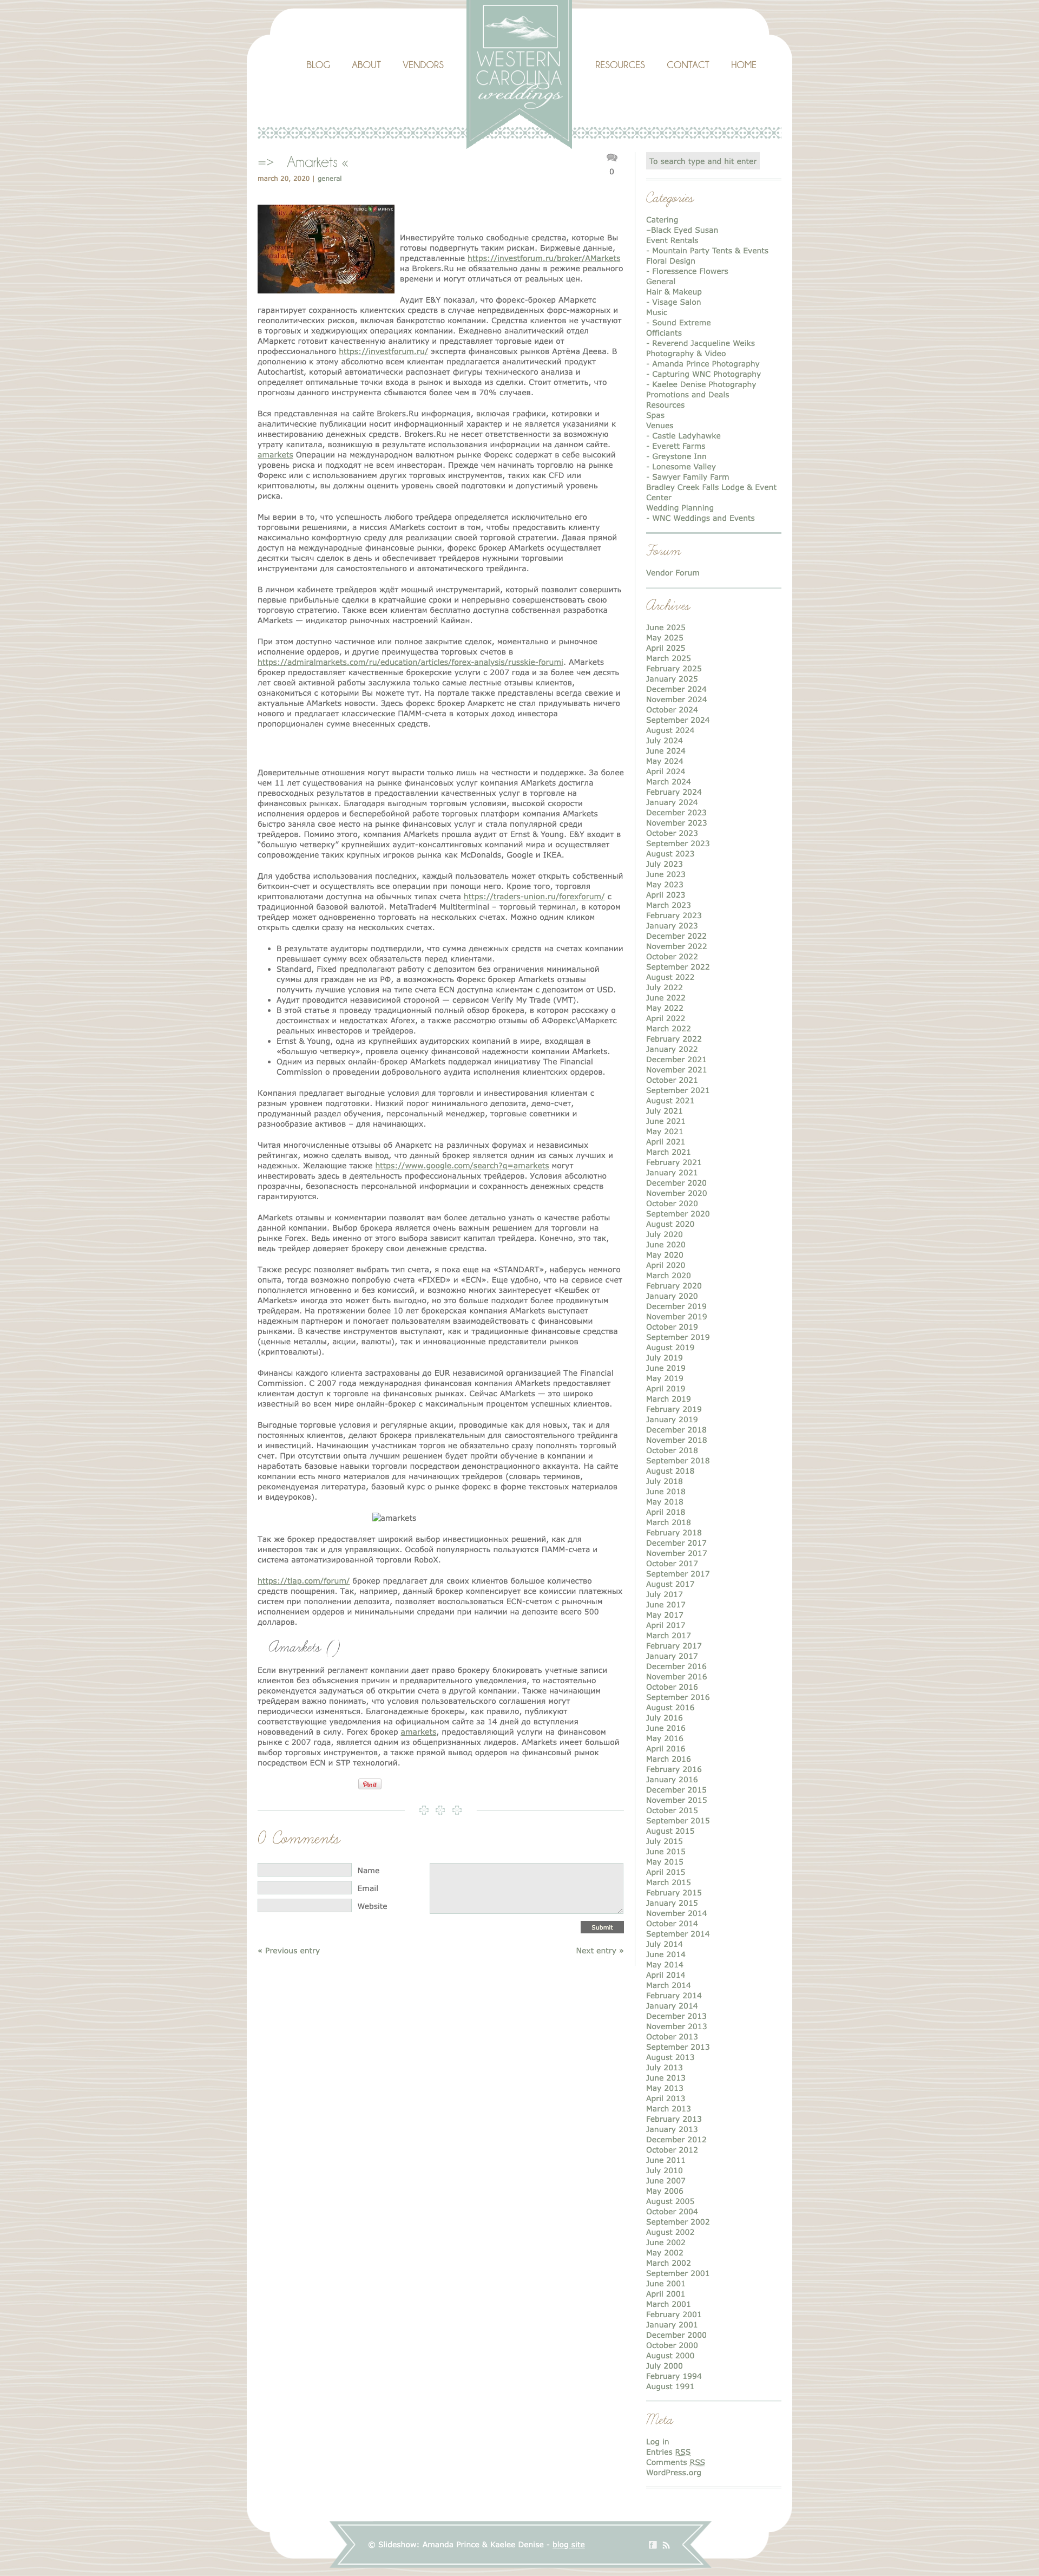 BLOG
ABOUT
VENDORS
WESTERN
CAROLINA
weddings
RESOURCES
CONTACT
HOME
=> Amarkets «
march 20, 2020 | general
0
Инвестируйте только свободные средства, которые Вы
готовы подвергнуть таким рискам. Биржевые данные,
представленные https://investforum.ru/broker/AMarkets
на Brokers.Ru не обязательно даны в режиме реального
времени и могут отличаться от реальных цен.
Аудит E&Y показал, что форекс-брокер АМаркетс
гарантирует сохранность клиентских средств в случае непредвиденных форс-мажорных и
политических рисков, включая банкротство компании. Средства клиентов не участвуют
в торговых и хеджирующих операциях компании. Ежедневно аналитический отдел
АМаркетс готовит качественную аналитику и представляет торговые идеи от
профессионального https://investforum.ru/ эксперта финансовых рынков Артёма Деева. В
дополнению к этому абсолютно всем клиентам предлагается аналитический продукт
Autochartist, который автоматически распознает фигуры технического анализа и
определяет оптимальные точки входа в рынок и выхода из сделки. Стоит отметить, что
прогнозы данного инструмента сбываются более чем в 70% случаев.
Вся представленная на сайте Brokers.Ru информация, включая графики, котировки и
аналитические публикации носит информационный характер и не является указаниями к
инвестированию денежных средств. Brokers.Ru не несет ответственности за возможную
утрату капитала, возникшую в результате использования информации на данном сайте.
amarkets Операции на международном валютном рынке Форекс содержат в себе высокий
уровень риска и подходят не всем инвесторам. Прежде чем начинать торговлю на рынке
Форекс или с использованием других торговых инструментов, таких как CFD или
криптовалюты, вы должны оценить уровень своей подготовки и допустимый уровень
риска.
Мы верим в то, что успешность любого трейдера определяется исключительно его
торговыми решениями, а миссия AMarkets состоит в том, чтобы предоставить клиенту
максимально комфортную среду для реализации своей торговой стратегии. Давая прямой
доступ на международные финансовые рынки, форекс брокер AMarkets осуществляет
десятки тысяч сделок в день и обеспечивает трейдеров нужными торговыми
инструментами для самостоятельного и автоматического трейдинга.
В личном кабинете трейдеров ждёт мощный инструментарий, который позволит совершить
первые прибыльные сделки в кратчайшие сроки и непрерывно совершенствовать свою
торговую стратегию. Также всем клиентам бесплатно доступна собственная разработка
AMarkets — индикатор рыночных настроений Кайман.
При этом доступно частичное или полное закрытие сделок, моментально и рыночное
исполнение ордеров, и другие преимущества торговых счетов в
https://admiralmarkets.com/ru/education/articles/forex-analysis/russkie-forumi. AMarkets
брокер предоставляет качественные брокерские услуги с 2007 года и за более чем десять
лет своей активной работы заслужила только самые лестные отзывы клиентов,
ознакомиться с которыми Вы можете тут. На портале также представлены всегда свежие и
актуальные AMarkets новости. Здесь форекс брокер Амаркетс не стал придумывать ничего
нового и предлагает классические ПАММ-счета в которых доход инвестора
пропорционален сумме внесенных средств.
Доверительные отношения могут вырасти только лишь на честности и поддержке. За более
чем 11 лет существования на рынке финансовых услуг компания AMarkets достигла
превосходных результатов в предоставлении качественных услуг в торговле на
финансовых рынках. Благодаря выгодным торговым условиям, высокой скорости
исполнения ордеров и бесперебойной работе торговых платформ компания AMarkets
быстро заняла свое место на рынке финансовых услуг и стала популярной среди
трейдеров. Помимо этого, компания AMarkets прошла аудит от Ernst & Young. E&Y входит в
“большую четверку” крупнейших аудит-консалтинговых компаний мира и осуществляет
сопровождение таких крупных игроков рынка как McDonalds, Google и IKEA.
Для удобства использования последних, каждый пользователь может открыть собственный
биткоин-счет и осуществлять все операции при помощи него. Кроме того, торговля
криптовалютами доступна на обычных типах счета https://traders-union.ru/forexforum/ с
традиционной базовой валютой. MetaTrader4 Multiterminal – торговый терминал, в котором
трейдер может одновременно торговать на нескольких счетах. Можно одним кликом
открыть сделки сразу на нескольких счетах.
• В результате аудиторы подтвердили, что сумма денежных средств на счетах компании
превышает сумму всех обязательств перед клиентами.
• Standard, Fixed предполагают работу с депозитом без ограничения минимальной
суммы для граждан не из РФ, а возможность Форекс брокер Amarkets отзывы
получить лучшие условия на типе счета ECN доступна клиентам с депозитом от USD.
• Аудит проводится независимой стороной — сервисом Verify My Trade (VMT).
• В этой статье я проведу традиционный полный обзор брокера, в котором расскажу о
достоинствах и недостатках Aforex, а также рассмотрю отзывы об АФорекс\АМаркетс
реальных инвесторов и трейдеров.
• Ernst & Young, одна из крупнейших аудиторских компаний в мире, входящая в
«большую четверку», провела оценку финансовой надежности компании AMarkets.
• Одним из первых онлайн-брокер AMarkets поддержал инициативу The Financial
Commission о проведении добровольного аудита исполнения клиентских ордеров.
Компания предлагает выгодные условия для торговли и инвестирования клиентам с
разным уровнем подготовки. Низкий порог минимального депозита, демо-счет,
продуманный раздел обучения, персональный менеджер, торговые советники и
разнообразие активов – для начинающих.
Читая многочисленные отзывы об Амаркетс на различных форумах и независимых
рейтингах, можно сделать вывод, что данный брокер является одним из самых лучших и
надежных. Желающие также https://www.google.com/search?q=amarkets могут
инвестировать здесь в деятельность профессиональных трейдеров. Условия абсолютно
прозрачны, безопасность персональной информации и сохранность денежных средств
гарантируются.
AMarkets отзывы и комментарии позволят вам более детально узнать о качестве работы
данной компании. Выбор брокера является очень важным решением для торговли на
рынке Forex. Ведь именно от этого выбора зависит капитал трейдера. Конечно, это так,
ведь трейдер доверяет брокеру свои денежные средства.
Также ресурс позволяет выбрать тип счета, я пока еще на «STANDART», наберусь немного
опыта, тогда возможно попробую счета «FIXED» и «ECN». Еще удобно, что на сервисе счет
пополняется мгновенно и без комиссий, и возможно многих заинтересует «Кешбек от
AMarkets» иногда это может быть выгодно, но это больше подходит более продвинутым
трейдерам. На протяжении более 10 лет брокерская компания AMarkets выступает
надежным партнером и помогает пользователям взаимодействовать с финансовыми
рынками. В качестве инструментов выступают, как и традиционные финансовые средства
(ценные металлы, акции, валюты), так и инновационные представители рынков
(криптовалюты).
Финансы каждого клиента застрахованы до EUR независимой организацией The Financial
Commission. С 2007 года международная финансовая компания AMarkets предоставляет
клиентам доступ к торговле на финансовых рынках. Сейчас AMarkets — это широко
известный во всем мире онлайн-брокер с максимальным процентом успешных клиентов.
Выгодные торговые условия и регулярные акции, проводимые как для новых, так и для
постоянных клиентов, делают брокера привлекательным для самостоятельного трейдинга
и инвестиций. Начинающим участникам торгов не обязательно сразу пополнять торговый
счет. При отсутствии опыта лучшим решением будет пройти обучение в компании и
наработать базовые навыки торговли посредством демонстрационного аккаунта. На сайте
компании есть много материалов для начинающих трейдеров (словарь терминов,
рекомендуемая литература, базовый курс о рынке форекс в форме текстовых материалов
и видеуроков).
amarkets
Так же брокер предоставляет широкий выбор инвестиционных решений, как для
инвесторов так и для управляющих. Особой популярность пользуются ПАММ-счета и
система автоматизированной торговли RoboX.
https://tlap.com/forum/ брокер предлагает для своих клиентов большое количество
средств поощрения. Так, например, данный брокер компенсирует все комиссии платежных
систем при пополнении депозита, позволяет воспользоваться ECN-счетом с рыночным
исполнением ордеров и минимальными спредами при наличии на депозите всего 500
долларов.
Amarkets ( )
Если внутренний регламент компании дает право брокеру блокировать учетные записи
клиентов без объяснения причин и предварительного уведомления, то настоятельно
рекомендуется задуматься об открытии счета в другой компании. Также начинающим
трейдерам важно понимать, что условия пользовательского соглашения могут
периодически изменяться. Благонадежные брокеры, как правило, публикуют
соответствующие уведомления на официальном сайте за 14 дней до вступления
нововведений в силу. Forex брокер amarkets, предоставляющий услуги на финансовом
рынке с 2007 года, является одним из общепризнанных лидеров. AMarkets имеет большой
выбор торговых инструментов, а также прямой вывод ордеров на финансовый рынок
посредством ECN и STP технологий.
Pin it
0 Comments
Name
Email
Website
Submit
« Previous entry
Next entry »
To search type and hit enter
Categories
Catering
–Black Eyed Susan
Event Rentals
- Mountain Party Tents & Events
Floral Design
- Floressence Flowers
General
Hair & Makeup
- Visage Salon
Music
- Sound Extreme
Officiants
- Reverend Jacqueline Weiks
Photography & Video
- Amanda Prince Photography
- Capturing WNC Photography
- Kaelee Denise Photography
Promotions and Deals
Resources
Spas
Venues
- Castle Ladyhawke
- Everett Farms
- Greystone Inn
- Lonesome Valley
- Sawyer Family Farm
Bradley Creek Falls Lodge & Event
Center
Wedding Planning
- WNC Weddings and Events
Forum
Vendor Forum
Archives
June 2025
May 2025
April 2025
March 2025
February 2025
January 2025
December 2024
November 2024
October 2024
September 2024
August 2024
July 2024
June 2024
May 2024
April 2024
March 2024
February 2024
January 2024
December 2023
November 2023
October 2023
September 2023
August 2023
July 2023
June 2023
May 2023
April 2023
March 2023
February 2023
January 2023
December 2022
November 2022
October 2022
September 2022
August 2022
July 2022
June 2022
May 2022
April 2022
March 2022
February 2022
January 2022
December 2021
November 2021
October 2021
September 2021
August 2021
July 2021
June 2021
May 2021
April 2021
March 2021
February 2021
January 2021
December 2020
November 2020
October 2020
September 2020
August 2020
July 2020
June 2020
May 2020
April 2020
March 2020
February 2020
January 2020
December 2019
November 2019
October 2019
September 2019
August 2019
July 2019
June 2019
May 2019
April 2019
March 2019
February 2019
January 2019
December 2018
November 2018
October 2018
September 2018
August 2018
July 2018
June 2018
May 2018
April 2018
March 2018
February 2018
December 2017
November 2017
October 2017
September 2017
August 2017
July 2017
June 2017
May 2017
April 2017
March 2017
February 2017
January 2017
December 2016
November 2016
October 2016
September 2016
August 2016
July 2016
June 2016
May 2016
April 2016
March 2016
February 2016
January 2016
December 2015
November 2015
October 2015
September 2015
August 2015
July 2015
June 2015
May 2015
April 2015
March 2015
February 2015
January 2015
November 2014
October 2014
September 2014
July 2014
June 2014
May 2014
April 2014
March 2014
February 2014
January 2014
December 2013
November 2013
October 2013
September 2013
August 2013
July 2013
June 2013
May 2013
April 2013
March 2013
February 2013
January 2013
December 2012
October 2012
June 2011
July 2010
June 2007
May 2006
August 2005
October 2004
September 2002
August 2002
June 2002
May 2002
March 2002
September 2001
June 2001
April 2001
March 2001
February 2001
January 2001
December 2000
October 2000
August 2000
July 2000
February 1994
August 1991
Meta
Log in
Entries RSS
Comments RSS
WordPress.org
© Slideshow: Amanda Prince & Kaelee Denise - blog site